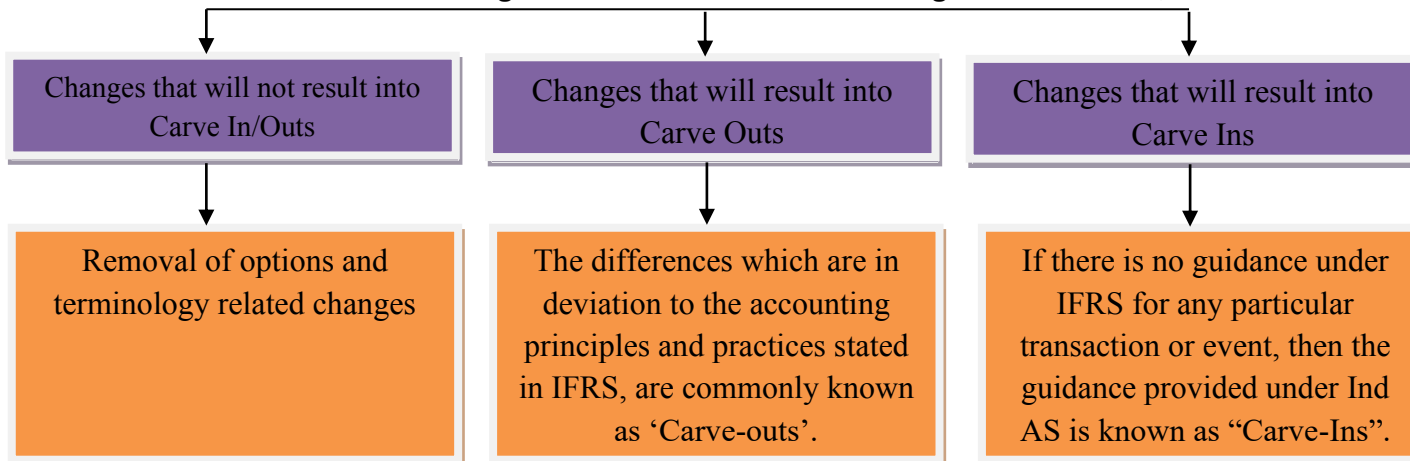 Changes that will not result into
Carve In/Outs
Changes that will result into
Carve Outs
Changes that will result into
Carve Ins
Removal of options and
terminology related changes
The differences which are in
deviation to the accounting
principles and practices stated
in IFRS, are commonly known
as ‘Carve-outs’.
If there is no guidance under
IFRS for any particular
transaction or event, then the
guidance provided under Ind
AS is known as “Carve-Ins”.